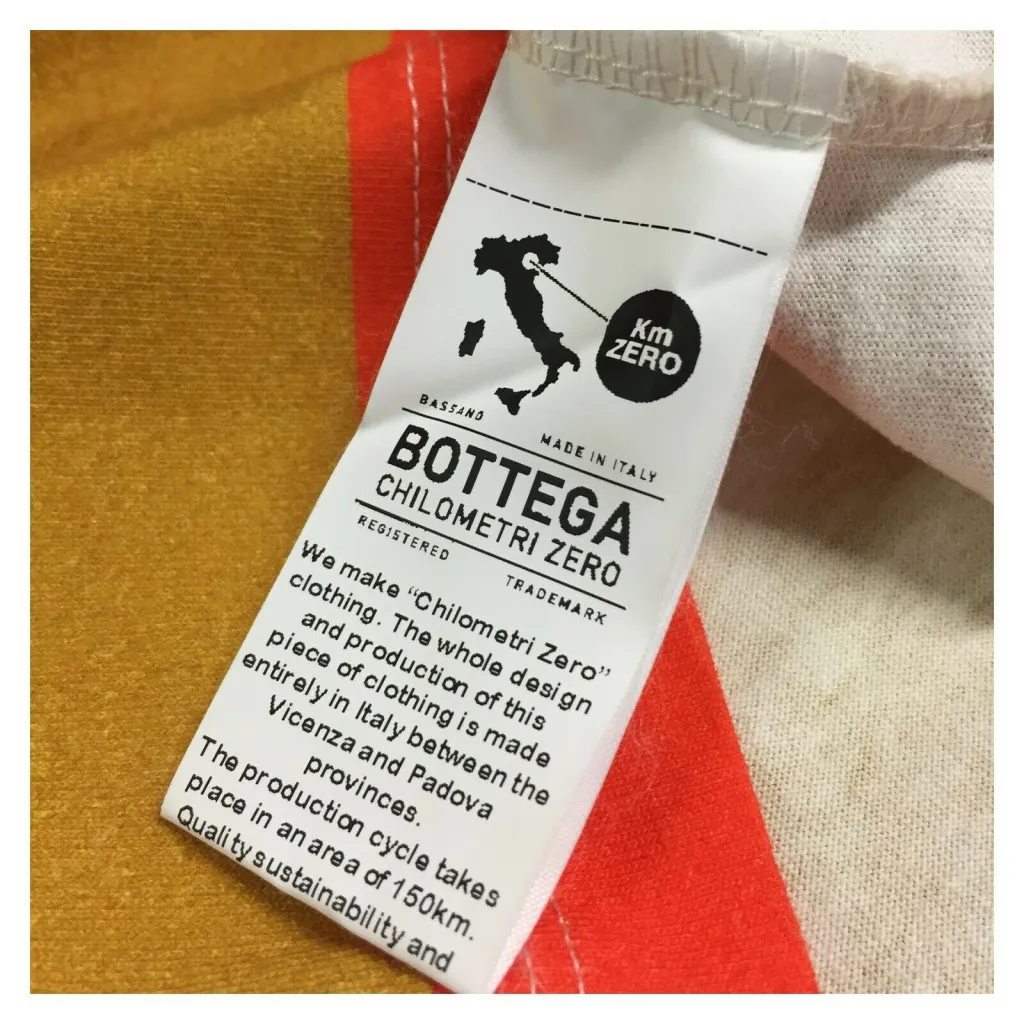 Km
ZERO
BASSANO
MADE IN ITALY
BOTTEGA
CHILOMETRI ZERO
REGISTERED
TRADEMARK
We make “Chilometri Zero”
clothing. The whole design
and production of this
piece of clothing is made
entirely in Italy between the
Vicenza and Padova
provinces.
The production cycle takes
place in an area of 150km.
Quality sustainability and